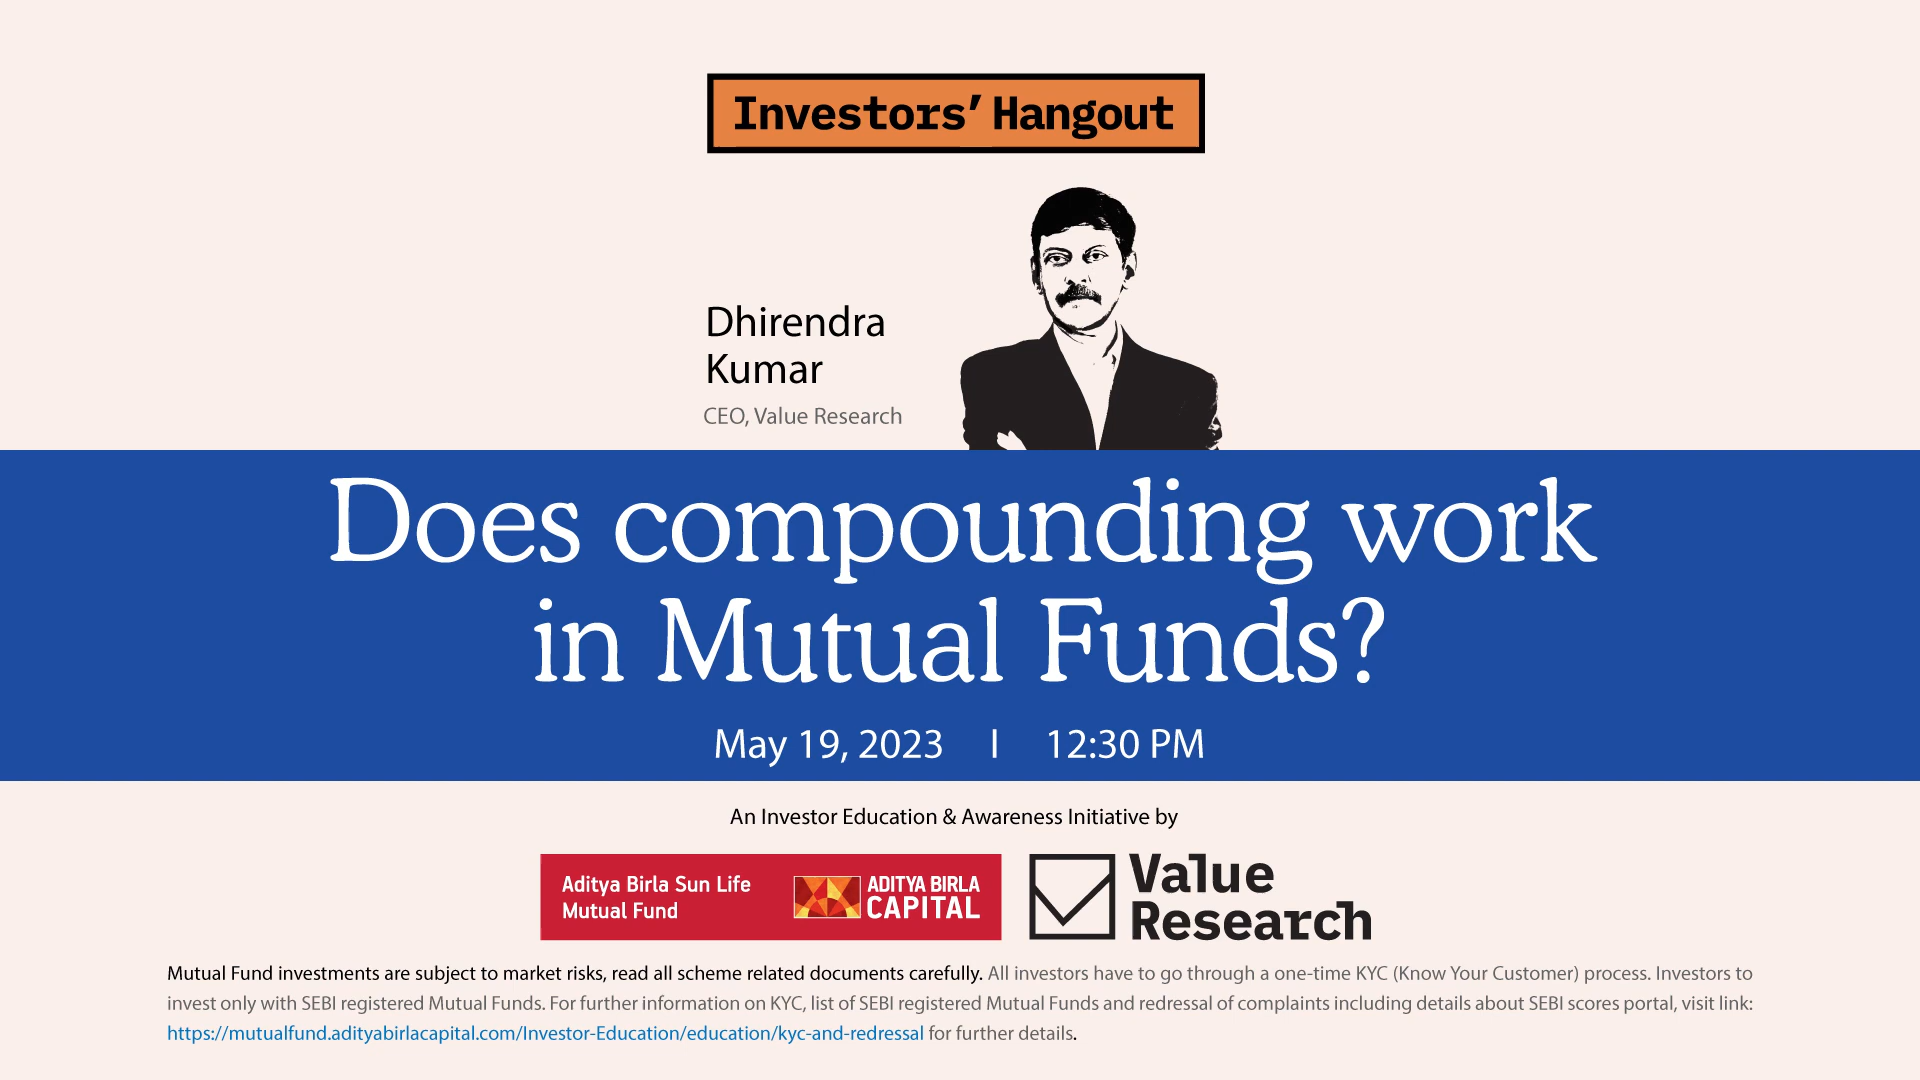 Investors’ Hangout
Dhirendra
Kumar
CEO, Value Research
Does compounding work
in Mutual Funds?
May 19, 2023 | 12:30 PM
An Investor Education & Awareness Initiative by
Aditya Birla Sun Life
Mutual Fund
ADITYA BIRLA
CAPITAL
Value
Research
Mutual Fund investments are subject to market risks, read all scheme related documents carefully. All investors have to go through a one-time KYC (Know Your Customer) process. Investors to
invest only with SEBI registered Mutual Funds. For further information on KYC, list of SEBI registered Mutual Funds and redressal of complaints including details about SEBI scores portal, visit link:
https://mutualfund.adityabirlacapital.com/Investor-Education/education/kyc-and-redressal for further details.